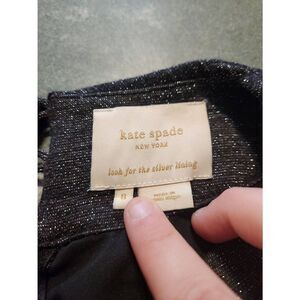 kate spade
NEW YORK
look for the silver lining